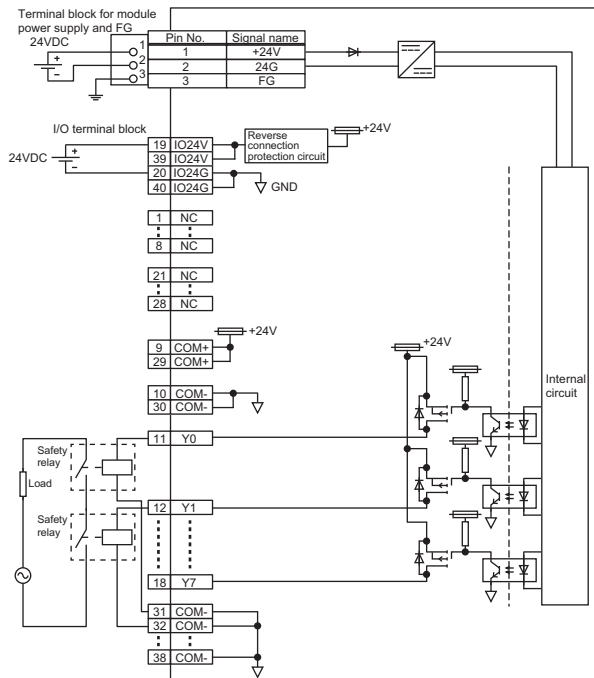 Terminal block for module
power supply and FG
24VDC
+
-
1
2
3
Pin No. Signal name
1 +24V
2 24G
3 FG
I/O terminal block
24VDC
+
-
19 IO24V
39 IO24V
20 IO24G
40 IO24G
Reverse
connection
protection circuit
+24V
GND
1 NC
8 NC
21 NC
28 NC
+24V
9 COM+
29 COM+
10 COM-
30 COM-
+24V
Internal
circuit
11 Y0
Safety
relay
Load
12 Y1
Safety
relay
18 Y7
31 COM-
32 COM-
38 COM-